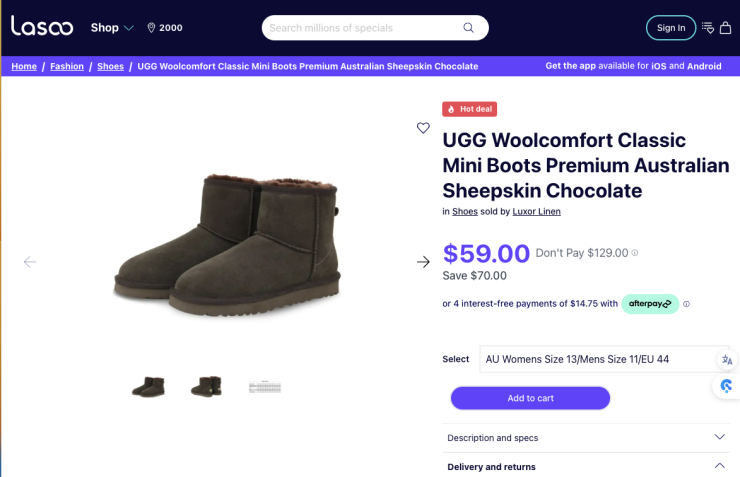 Lasoo
Shop
2000
Search millions of specials
Sign In
Home / Fashion / Shoes / UGG Woolcomfort Classic Mini Boots Premium Australian Sheepskin Chocolate
Get the app available for iOS and Android
Hot deal
UGG Woolcomfort Classic
Mini Boots Premium Australian
Sheepskin Chocolate
in Shoes sold by Luxor Linen
$59.00 Don't Pay $129.00
Save $70.00
or 4 interest-free payments of $14.75 with afterpay
Select
AU Womens Size 13/Mens Size 11/EU 44
Add to cart
Description and specs
Delivery and returns